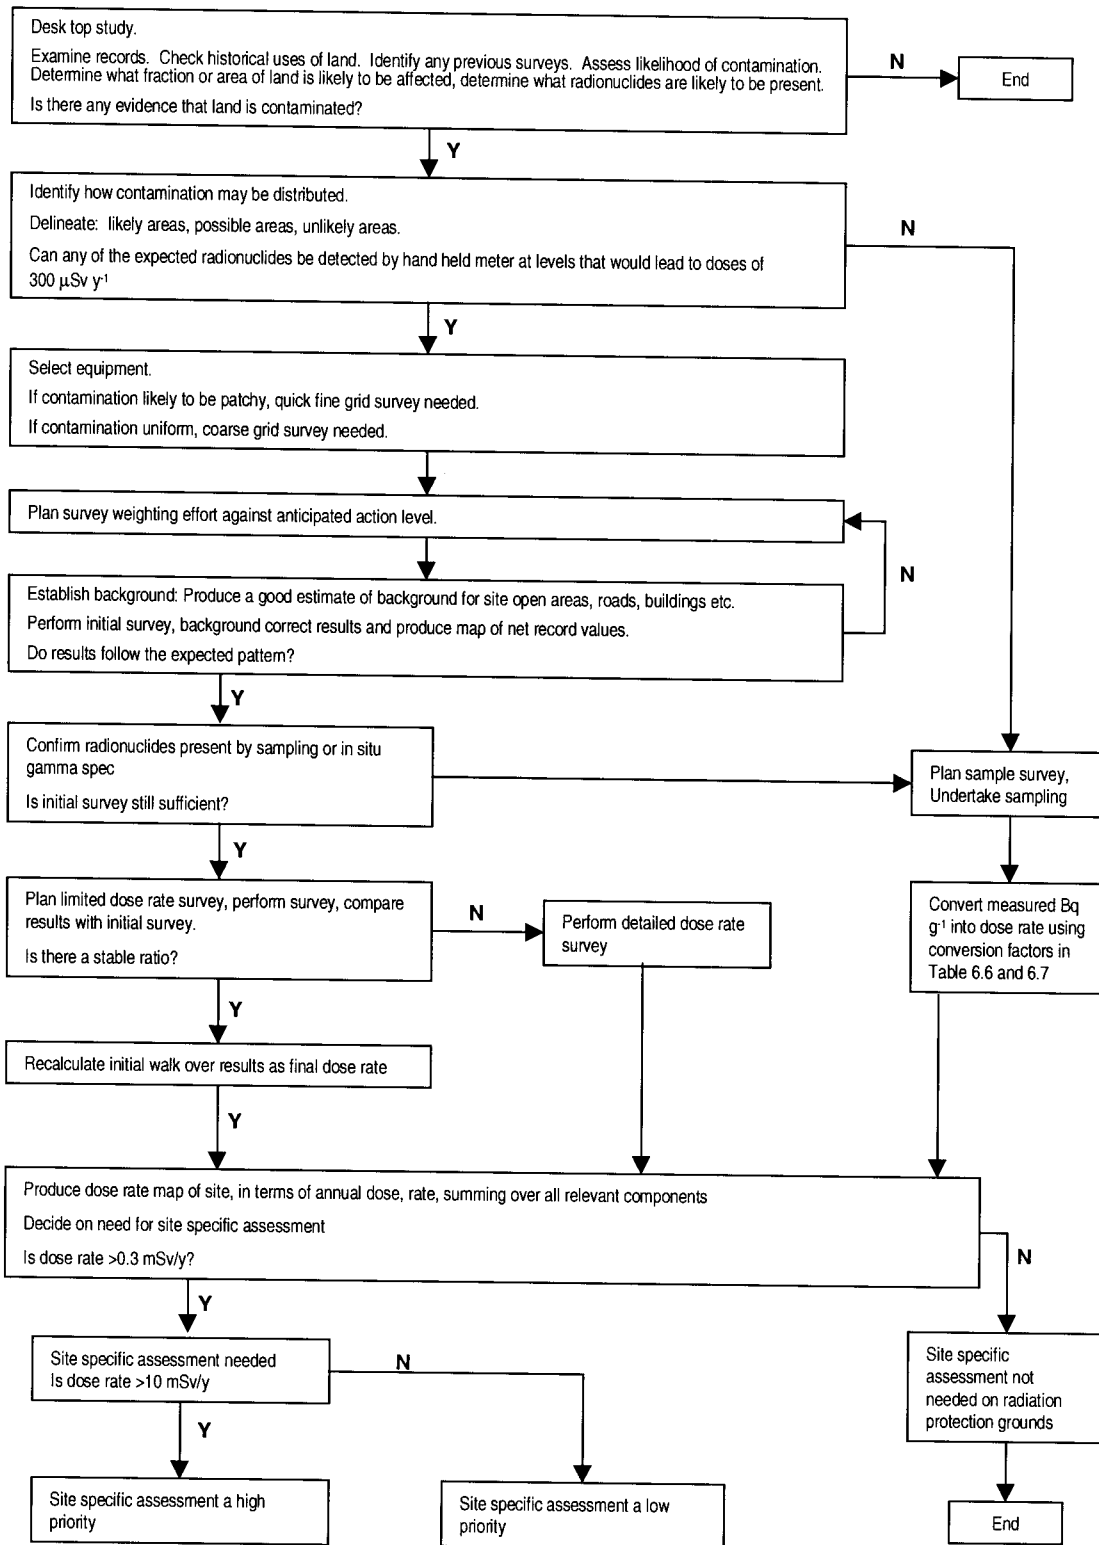 Desk top study.
Examine records. Check historical uses of land. Identify any previous surveys. Assess likelihood of contamination.
Determine what fraction or area of land is likely to be affected, determine what radionuclides are likely to be present.
Is there any evidence that land is contaminated?
N
End
Y
Identify how contamination may be distributed.
Delineate: likely areas, possible areas, unlikely areas.
Can any of the expected radionuclides be detected by hand held meter at levels that would lead to doses of
300 µSv y-1
N
Y
Select equipment.
If contamination likely to be patchy, quick fine grid survey needed.
If contamination uniform, coarse grid survey needed.
Plan survey weighting effort against anticipated action level.
N
Establish background: Produce a good estimate of background for site open areas, roads, buildings etc.
Perform initial survey, background correct results and produce map of net record values.
Do results follow the expected pattern?
Y
Confirm radionuclides present by sampling or in situ
gamma spec
Is initial survey still sufficient?
Plan sample survey,
Undertake sampling
Y
Plan limited dose rate survey, perform survey, compare
results with initial survey.
Is there a stable ratio?
N
Perform detailed dose rate
survey
Convert measured Bq
g-1 into dose rate using
conversion factors in
Table 6.6 and 6.7
Y
Recalculate initial walk over results as final dose rate
Y
Produce dose rate map of site, in terms of annual dose, rate, summing over all relevant components
Decide on need for site specific assessment
Is dose rate >0.3 mSv/y?
N
Y
Site specific assessment needed
Is dose rate >10 mSv/y
N
Site specific
assessment not
needed on radiation
protection grounds
Y
Site specific assessment a high
priority
Site specific assessment a low
priority
End